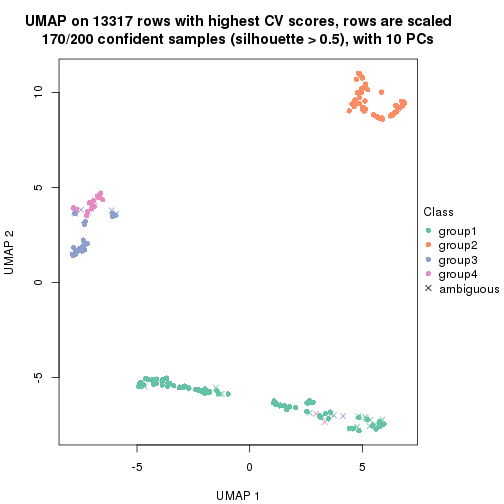 UMAP on 13317 rows with highest CV scores, rows are scaled
170/200 confident samples (silhouette > 0.5), with 10 PCs
10
5
0
-5
UMAP 2
-5
0
5
UMAP 1
Class
group1
group2
group3
group4
ambiguous